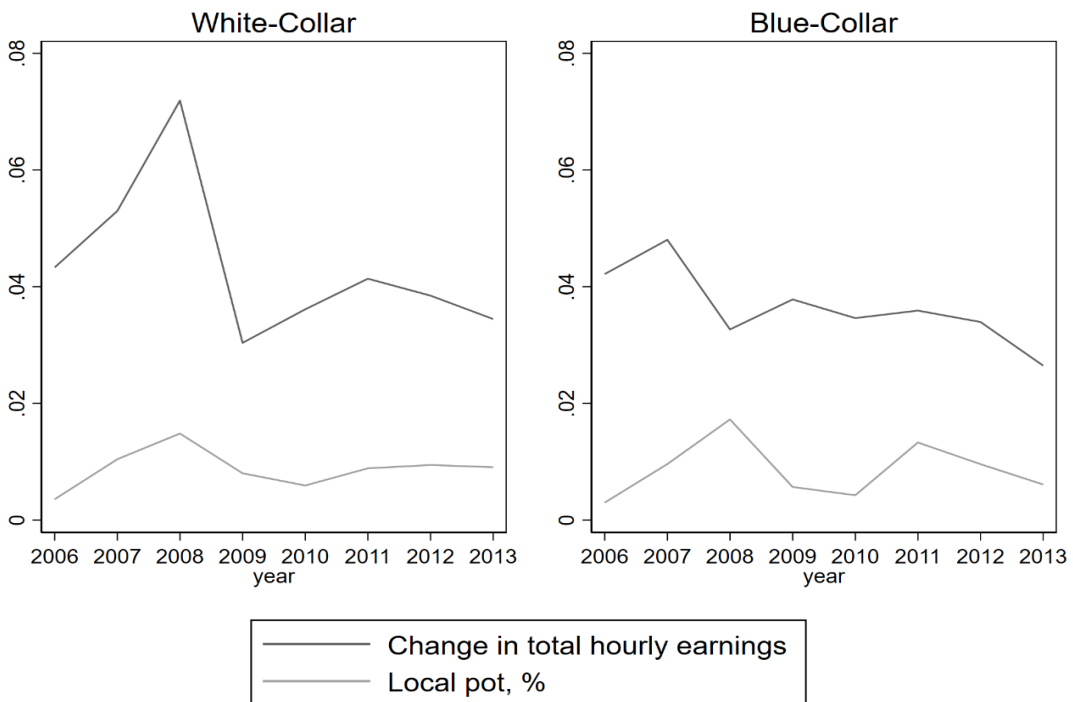 White-Collar
.08
.06
.04
.02
0
2006 2007 2008 2009 2010 2011 2012 2013
year
Blue-Collar
.08
.06
.04
.02
0
2006 2007 2008 2009 2010 2011 2012 2013
year
Change in total hourly earnings
Local pot, %